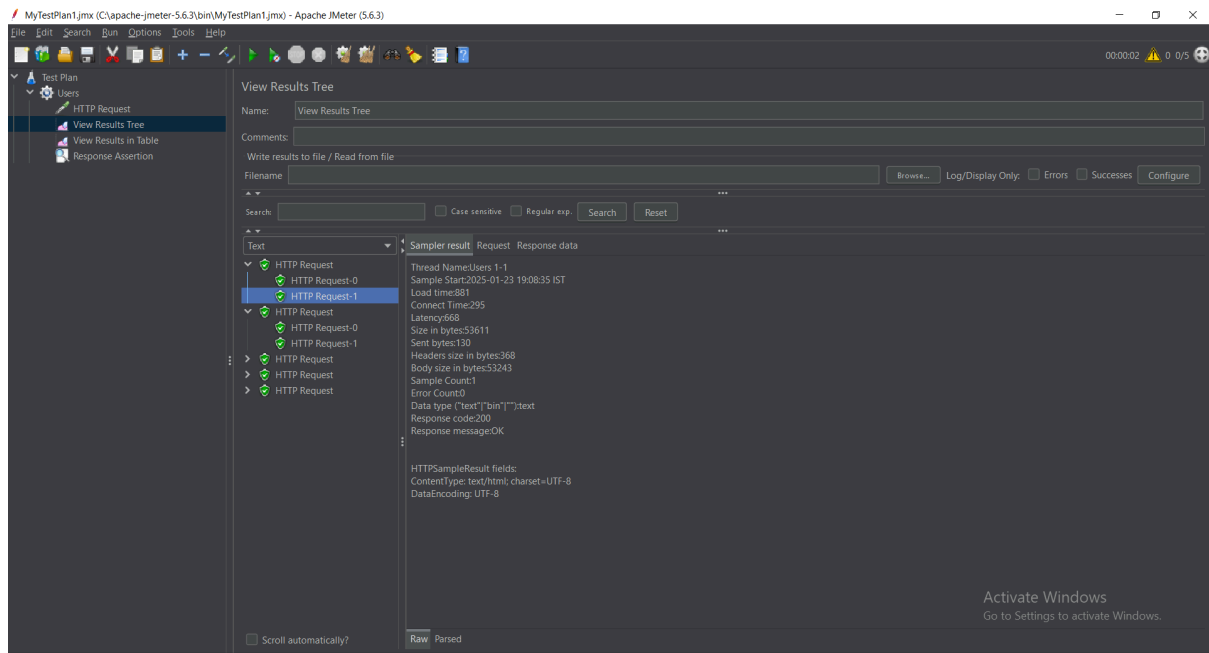 MyTestPlan1.jmx (C:\apache-jmeter-5.6.3\bin\MyTestPlan1.jmx) - Apache JMeter (5.6.3)
File Edit Search Run Options Tools Help
00:00:02 0 0/5
Test Plan
Users
HTTP Request
View Results Tree
View Results in Table
Response Assertion
View Results Tree
Name: View Results Tree
Comments:
Write results to file / Read from file
Filename Browse... Log/Display Only: Errors Successes Configure
Search: Case sensitive Regular exp. Search Reset
Text
HTTP Request
HTTP Request-0
HTTP Request-1
HTTP Request
HTTP Request-0
HTTP Request-1
HTTP Request
HTTP Request
HTTP Request
Scroll automatically?
Sampler result Request Response data
Thread Name:Users 1-1
Sample Start:2025-01-23 19:08:35 IST
Load time:881
Connect Time:295
Latency:668
Size in bytes:53611
Sent bytes:130
Headers size in bytes:368
Body size in bytes:53243
Sample Count:1
Error Count:0
Data type ("text"|"bin"|""):text
Response code:200
Response message:OK
HTTPSampleResult fields:
ContentType: text/html; charset=UTF-8
DataEncoding: UTF-8
Raw Parsed
Activate Windows
Go to Settings to activate Windows.